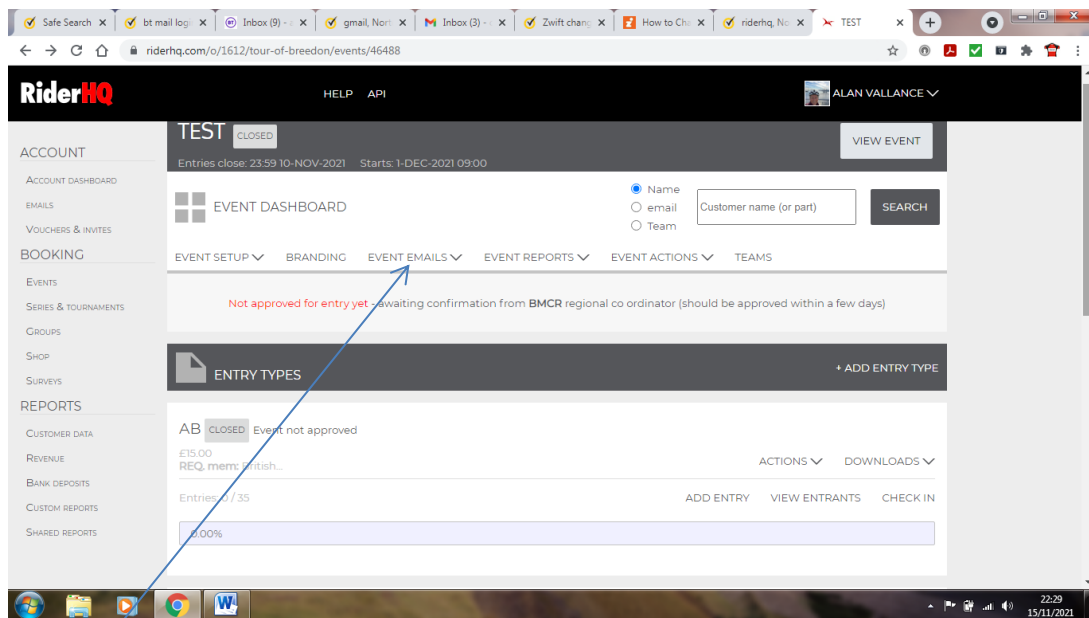 Safe Search
bt mail logi
Inbox (9) -
gmail, Nort
Inbox (3) -
Zwift chang
How to Cha
riderhq, No
TEST
riderhq.com/o/1612/tour-of-breedon/events/46488
RiderHQ
HELP API
ALAN VALLANCE
TEST CLOSED
VIEW EVENT
Entries close: 23:59 10-NOV-2021 Starts: 1-DEC-2021 09:00
ACCOUNT
ACCOUNT DASHBOARD
EMAILS
VOUCHERS & INVITES
BOOKING
EVENTS
SERIES & TOURNAMENTS
GROUPS
SHOP
SURVEYS
REPORTS
CUSTOMER DATA
REVENUE
BANK DEPOSITS
CUSTOM REPORTS
SHARED REPORTS
EVENT DASHBOARD
Name
email
Team
Customer name (or part)
SEARCH
EVENT SETUP BRANDING EVENT EMAILS EVENT REPORTS EVENT ACTIONS TEAMS
Not approved for entry yet - awaiting confirmation from BMCR regional co ordinator (should be approved within a few days)
ENTRY TYPES
+ ADD ENTRY TYPE
AB CLOSED Event not approved
£15.00
REQ. mem: British...
ACTIONS DOWNLOADS
Entries: 0 / 35
ADD ENTRY VIEW ENTRANTS CHECK IN
0.00%
22:29
15/11/2021